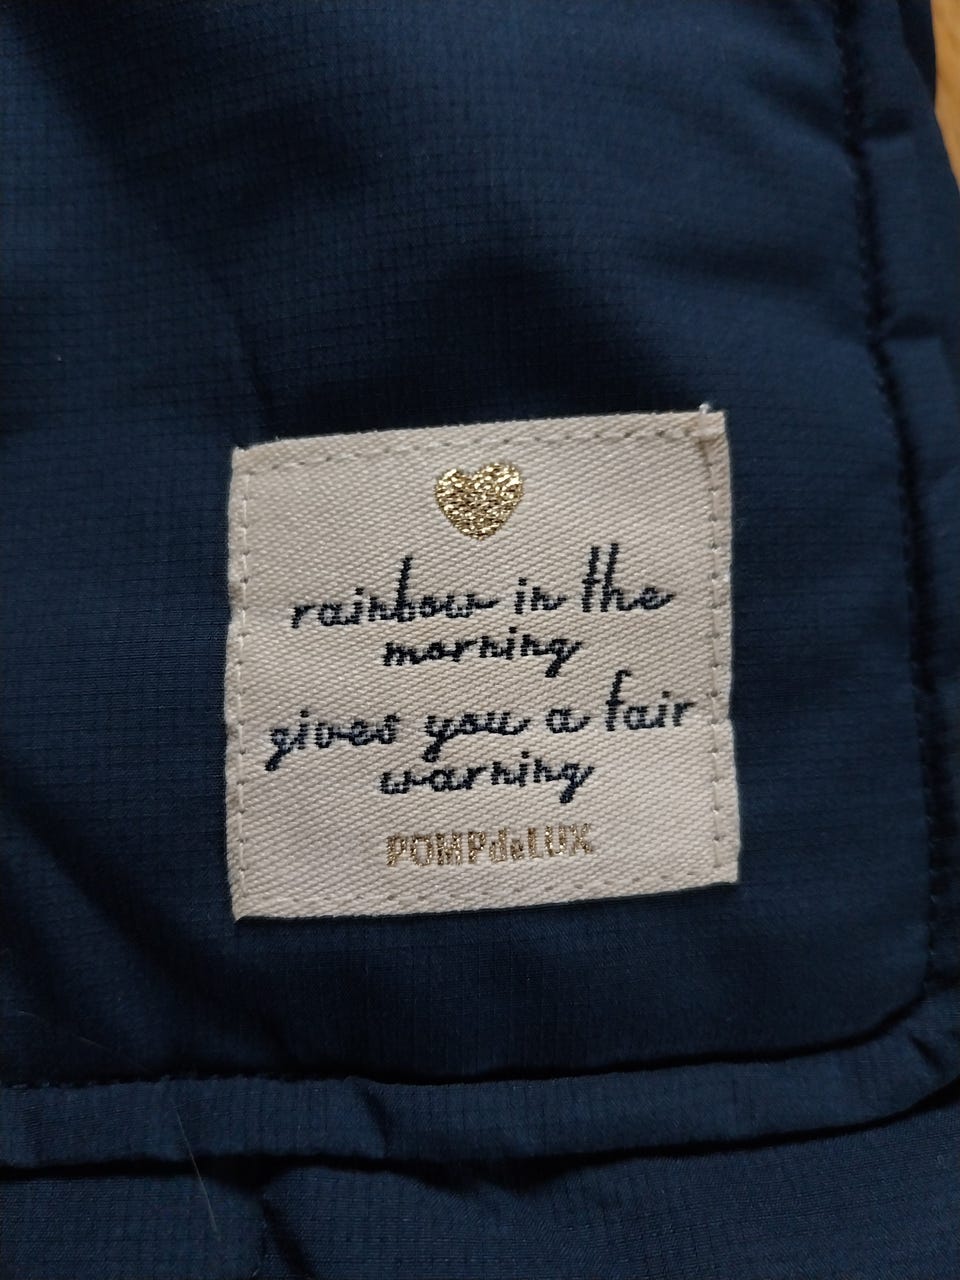 rainbow in the
morning
gives you a fair
warning
POMPdeLUX